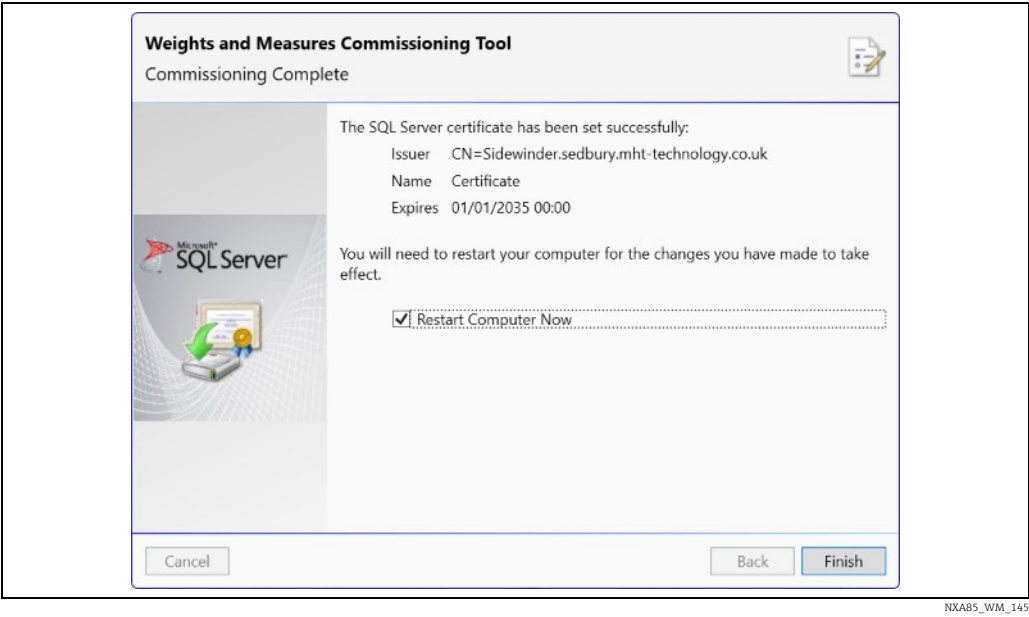 Weights and Measures Commissioning Tool
Commissioning Complete
The SQL Server certificate has been set successfully:
Issuer CN=Sidewinder.sedbury.mht-technology.co.uk
Name Certificate
Expires 01/01/2035 00:00
Microsoft®
SQL Server
You will need to restart your computer for the changes you have made to take
effect.
Restart Computer Now
Cancel
Back
Finish
NXA85_WM_145